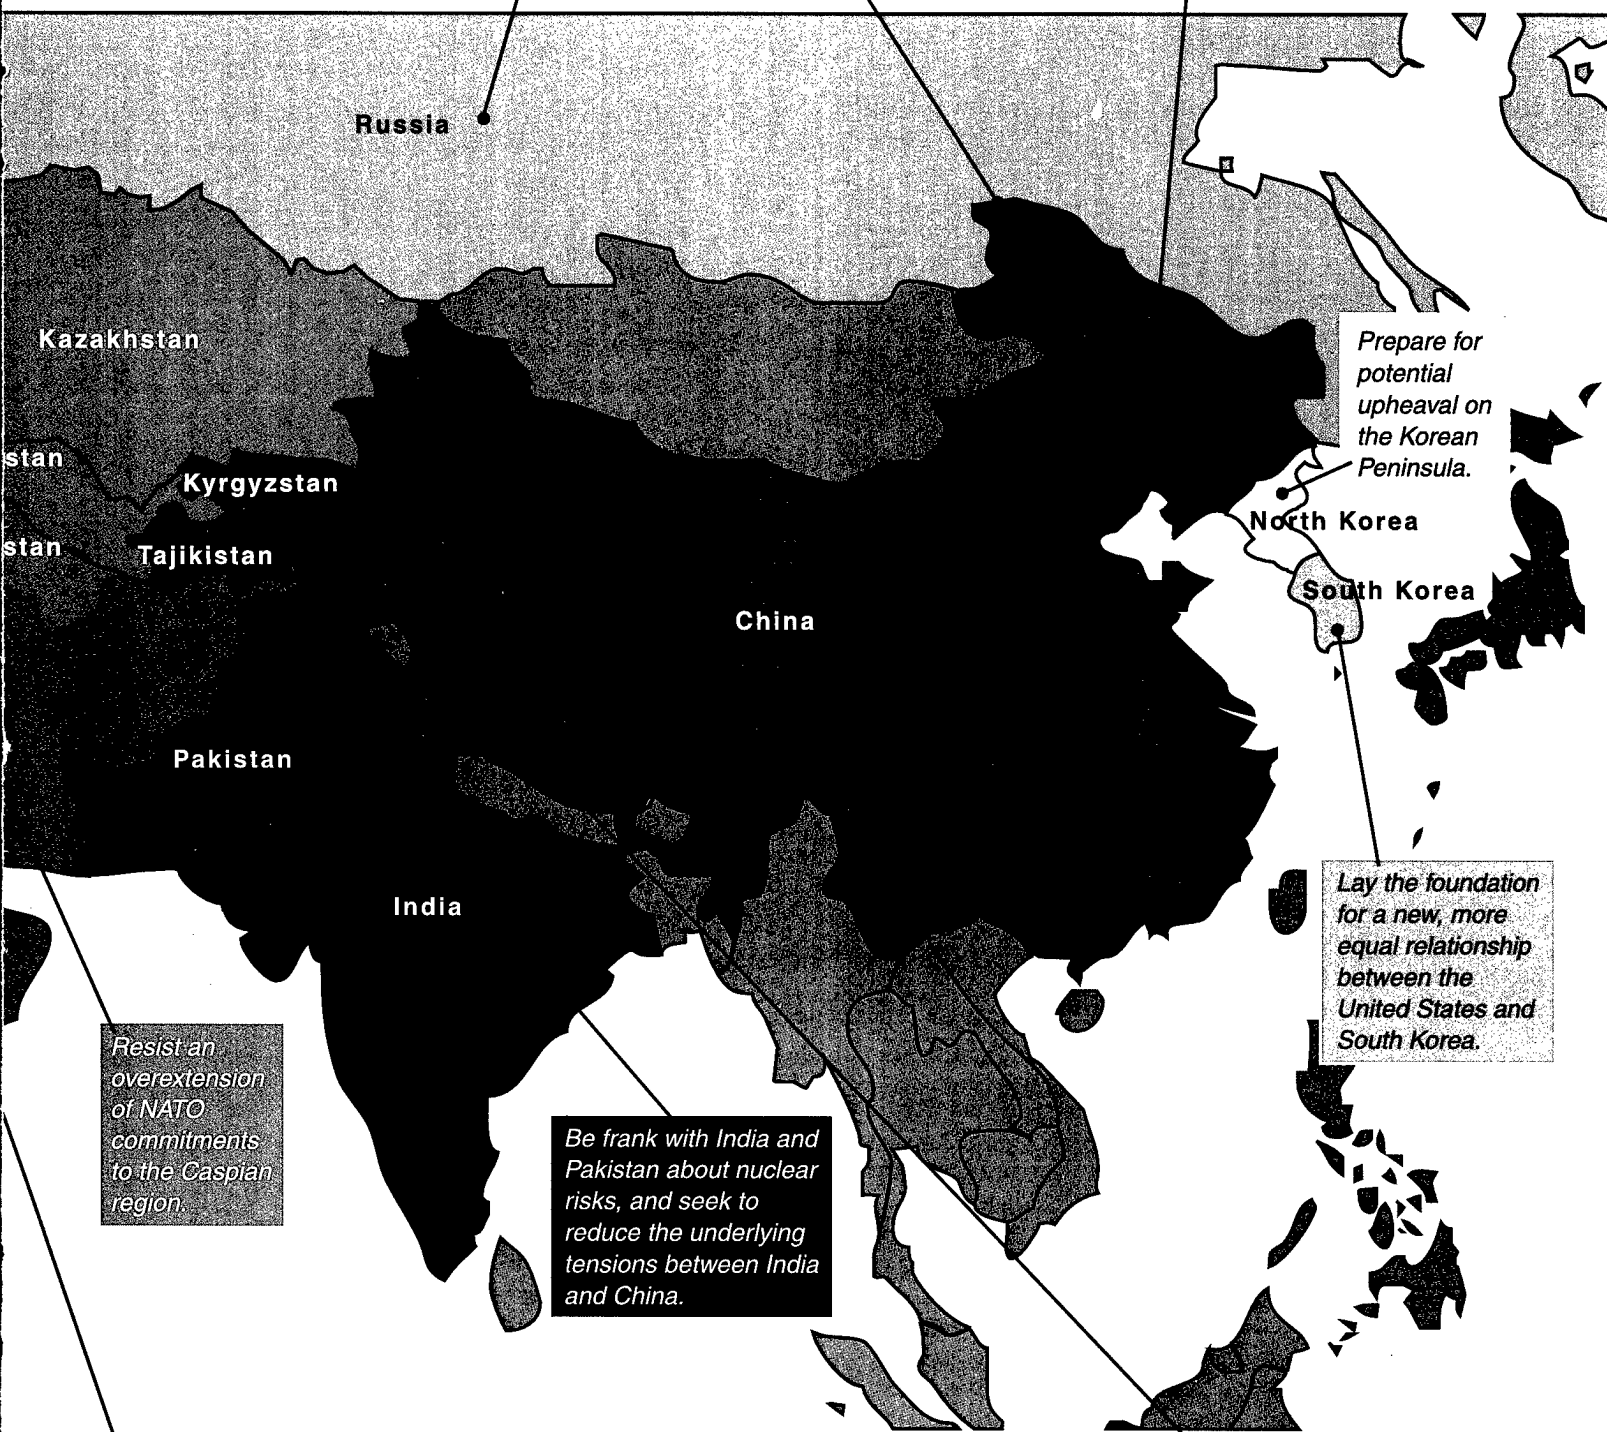 Russia
Kazakhstan
Prepare for
potential
upheaval on
the Korean
Peninsula.
stan
Kyrgyzstan
North Korea
stan
Tajikistan
South Korea
China
Pakistan
India
Lay the foundation
for a new, more
equal relationship
between the
United States and
South Korea.
Resist an
overextension
of NATO
commitments
to the Caspian
region.
Be frank with India and
Pakistan about nuclear
risks, and seek to
reduce the underlying
tensions between India
and China.